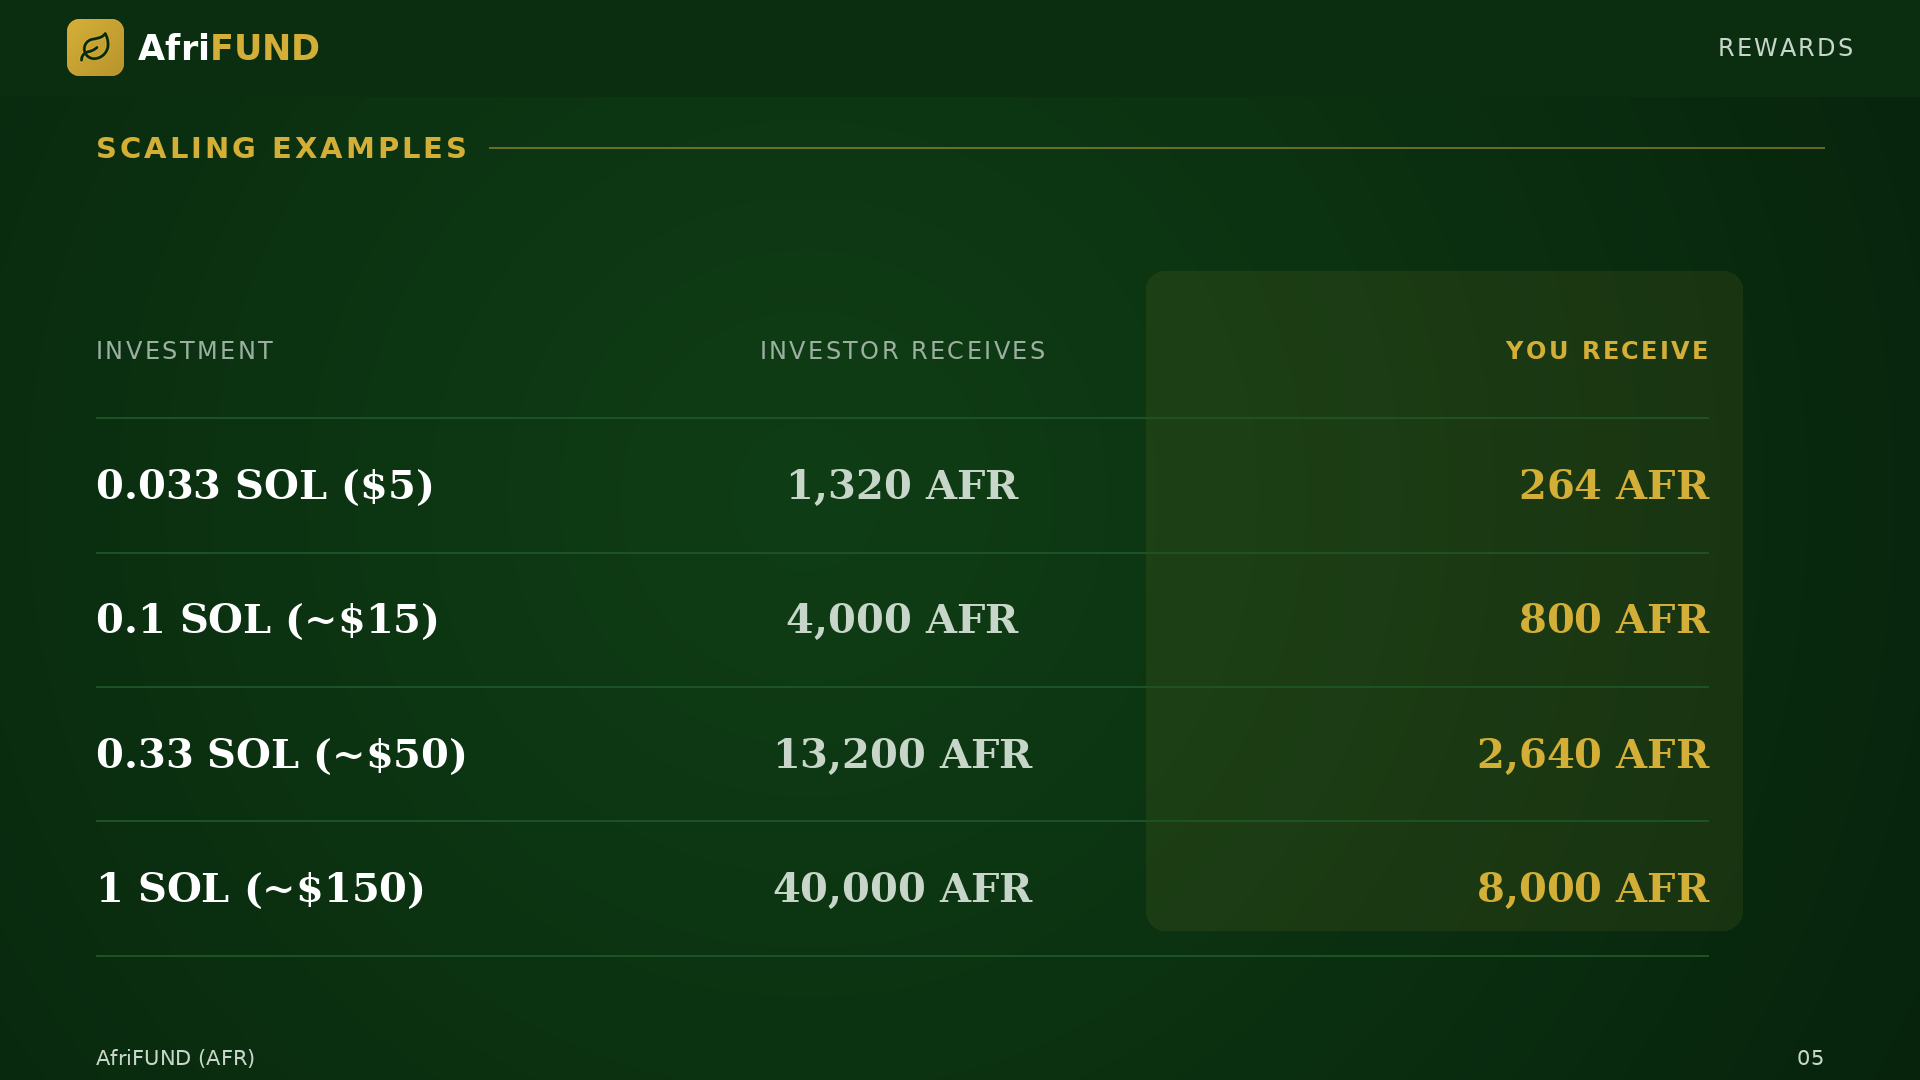 AfriFUND
REWARDS
SCALING EXAMPLES
INVESTMENT INVESTOR RECEIVES YOU RECEIVE
0.033 SOL ($5) 1,320 AFR 264 AFR
0.1 SOL (~$15) 4,000 AFR 800 AFR
0.33 SOL (~$50) 13,200 AFR 2,640 AFR
1 SOL (~$150) 40,000 AFR 8,000 AFR
AfriFUND (AFR)
05